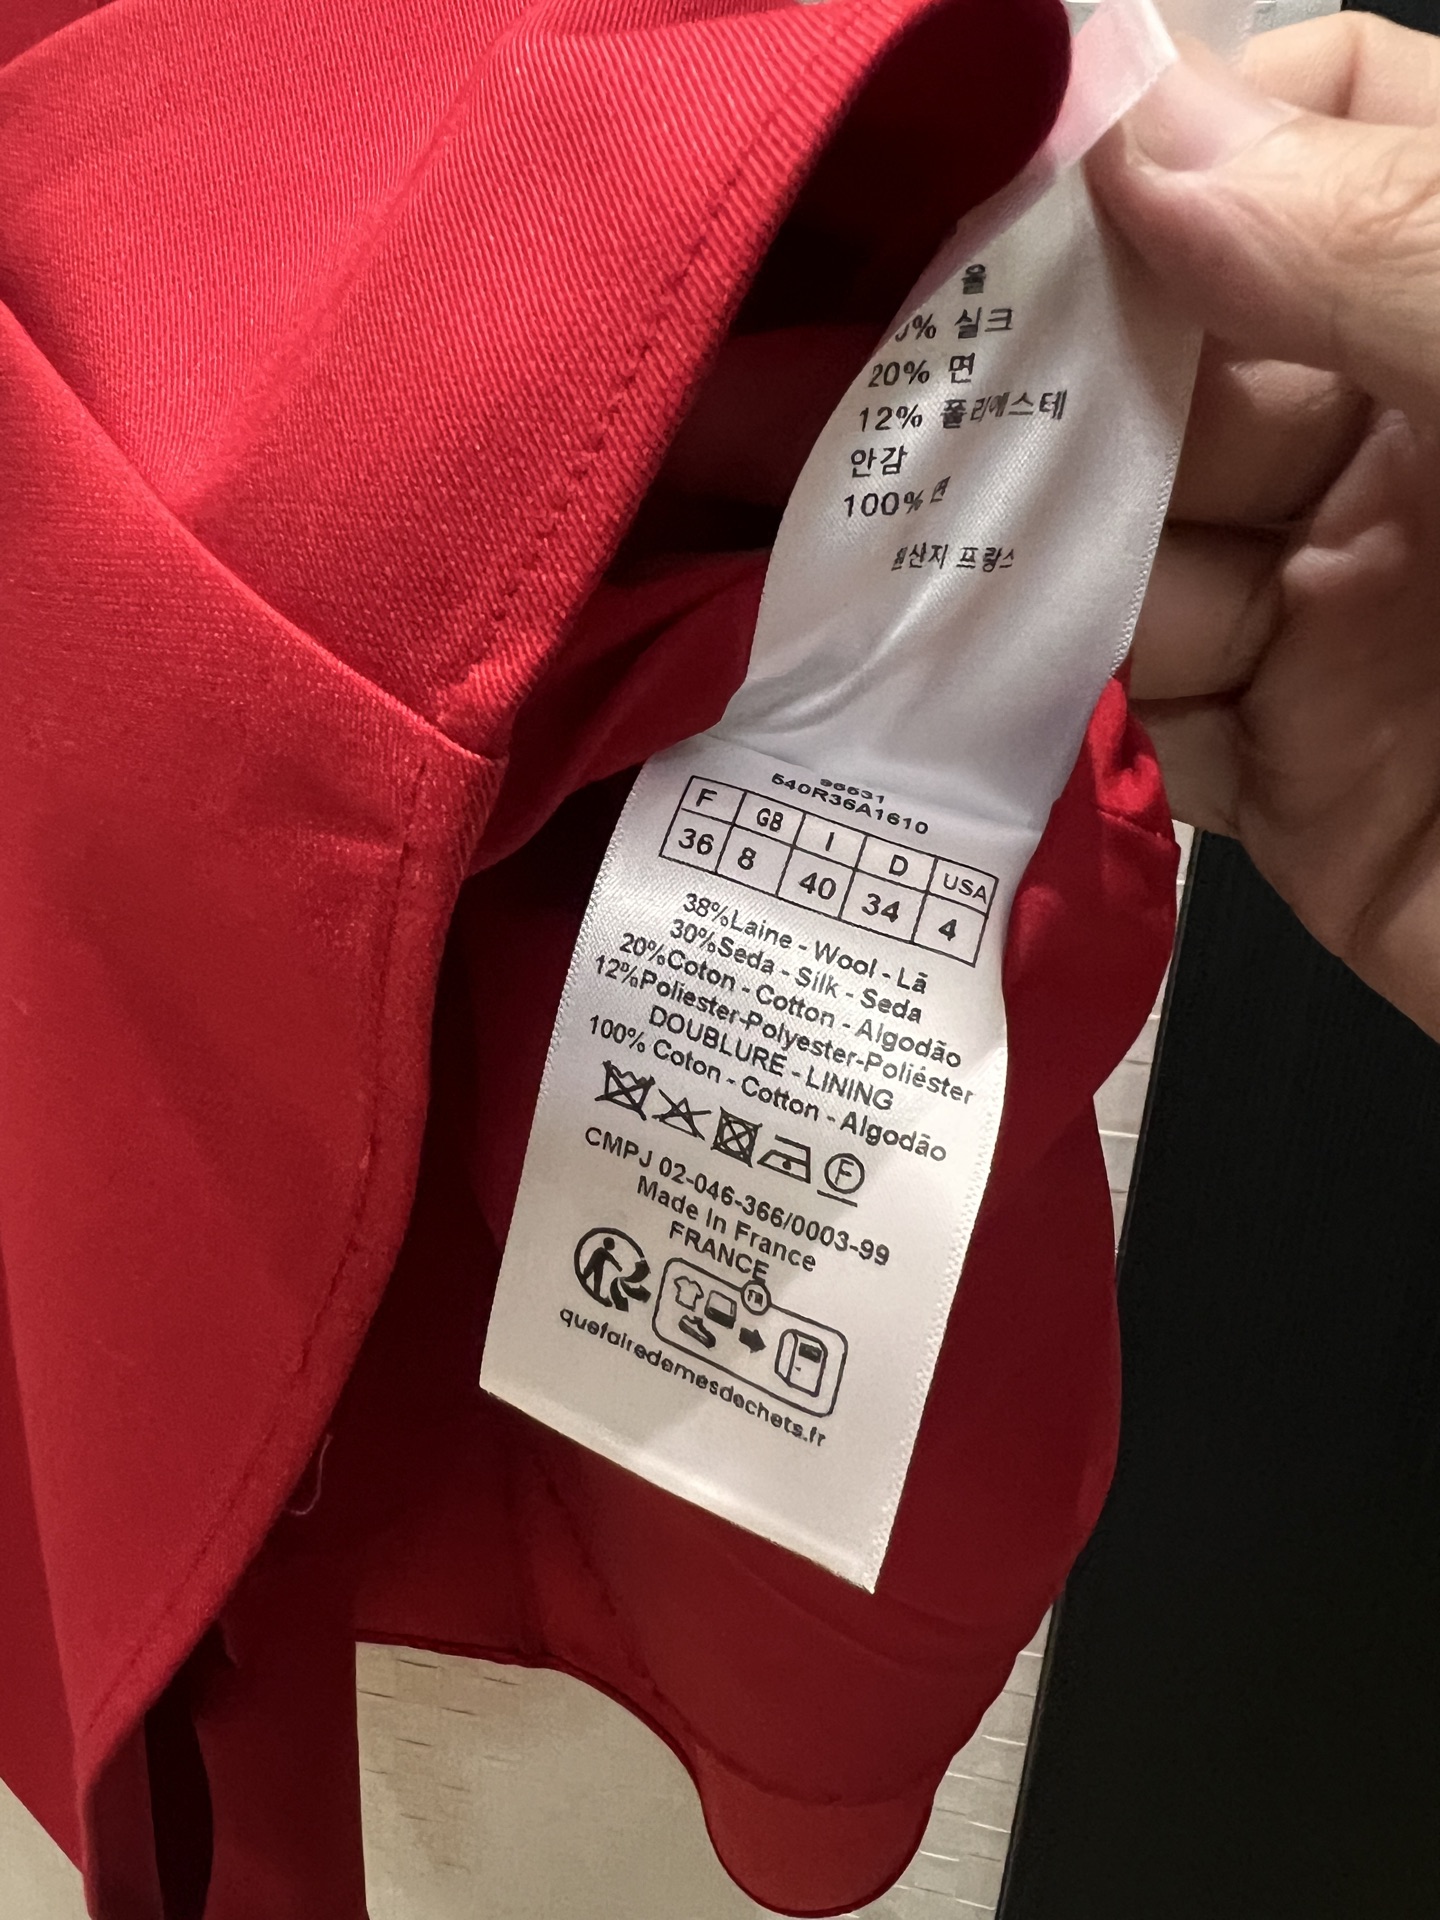 울
0% 실크
20% 면
12% 폴리에스테
안감
100% 면
원산지 프랑스
540R36A1610
F GB I D USA
36 8 40 34 4
38%Laine - Wool - Lã
30%Seda - Silk - Seda
20%Coton - Cotton - Algodão
12%Poliester-Polyester-Poliéster
DOUBLURE - LINING
100% Coton - Cotton - Algodão
F
CMPJ 02-046-366/0003-99
Made In France
FRANCE
FR
quefairedemesdechets.fr